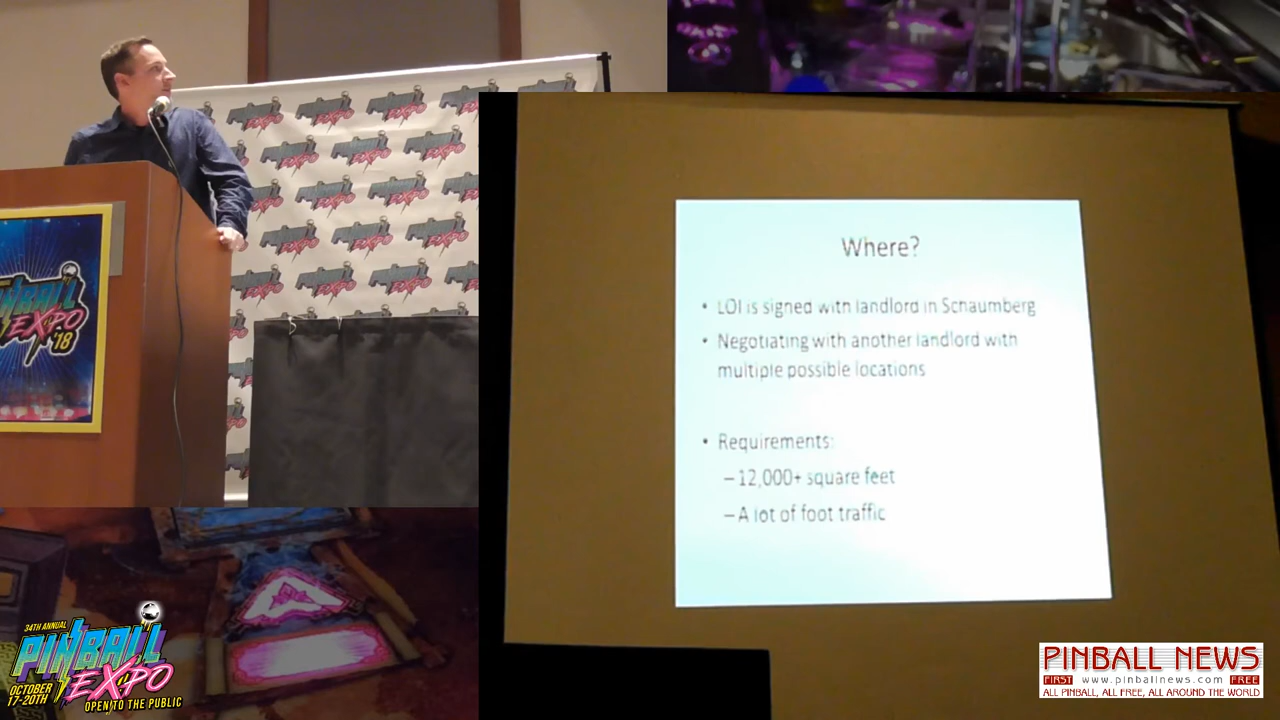 Where?
• LOI is signed with landlord in Schaumberg
• Negotiating with another landlord with
multiple possible locations
• Requirements:
– 12,000+ square feet
– A lot of foot traffic
PINBALL
EXPO
'18
34TH ANNUAL
PINBALL
EXPO
OCTOBER
17-20TH
OPEN TO THE PUBLIC
PINBALL NEWS
FIRST www.pinballnews.com FREE
ALL PINBALL, ALL FREE, ALL AROUND THE WORLD